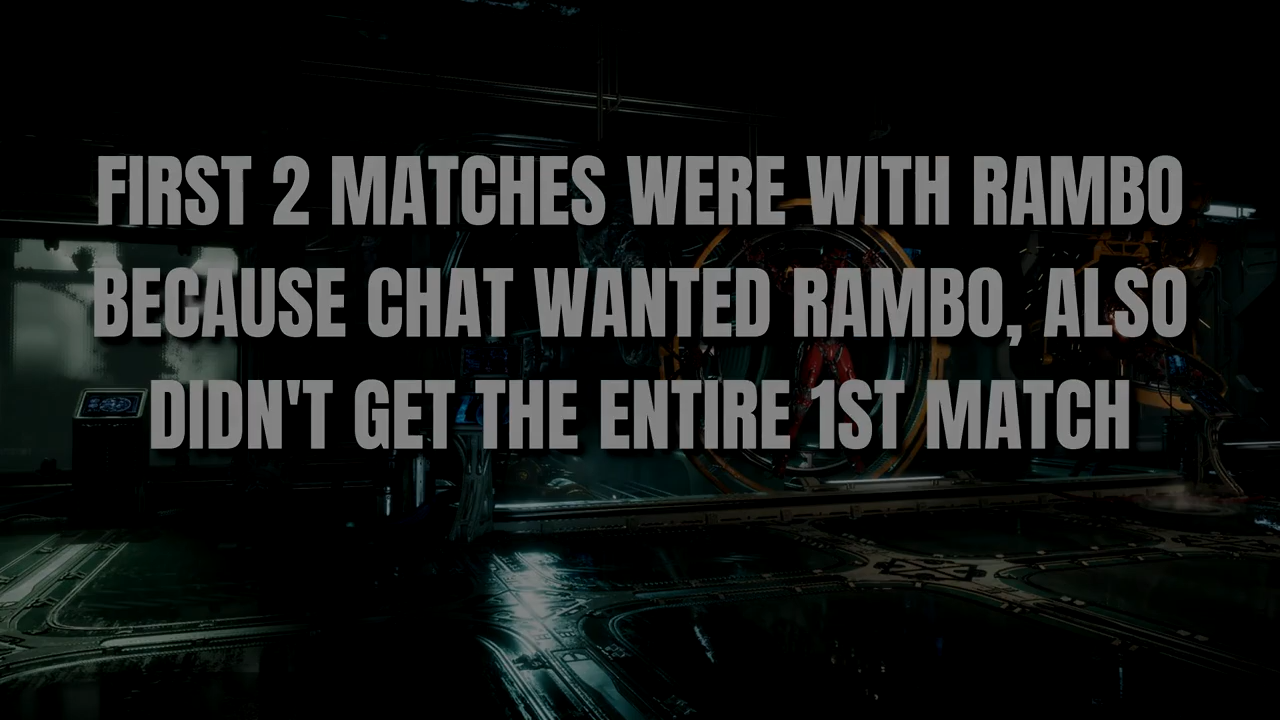 FIRST 2 MATCHES WERE WITH RAMBO
BECAUSE CHAT WANTED RAMBO, ALSO
DIDN'T GET THE ENTIRE 1ST MATCH